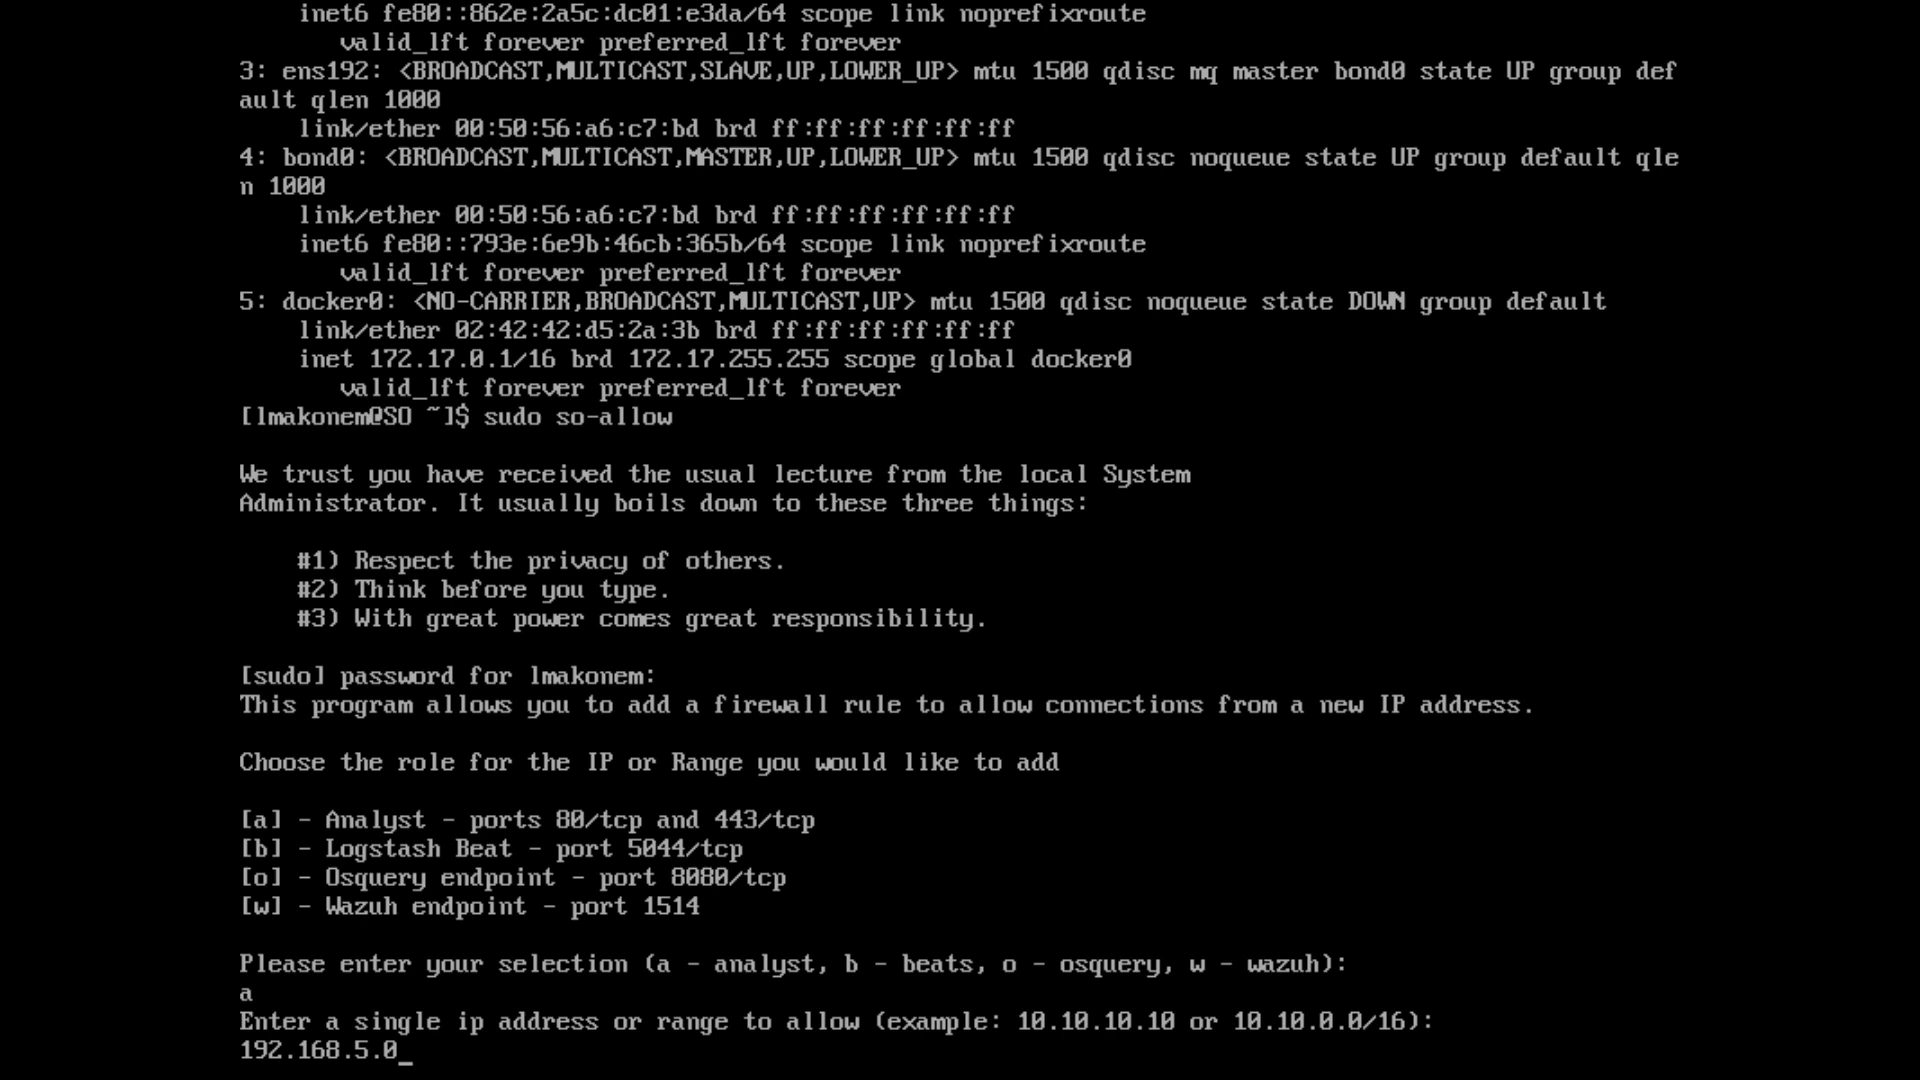 inet6 fe80::862e:2a5c:dc01:e3da/64 scope link noprefixroute
valid_lft forever preferred_lft forever
3: ens192: <BROADCAST,MULTICAST,SLAVE,UP,LOWER_UP> mtu 1500 qdisc mq master bond0 state UP group def
ault qlen 1000
link/ether 00:50:56:a6:c7:bd brd ff:ff:ff:ff:ff:ff
4: bond0: <BROADCAST,MULTICAST,MASTER,UP,LOWER_UP> mtu 1500 qdisc noqueue state UP group default qle
n 1000
link/ether 00:50:56:a6:c7:bd brd ff:ff:ff:ff:ff:ff
inet6 fe80::793e:6e9b:46cb:365b/64 scope link noprefixroute
valid_lft forever preferred_lft forever
5: docker0: <NO-CARRIER,BROADCAST,MULTICAST,UP> mtu 1500 qdisc noqueue state DOWN group default
link/ether 02:42:42:d5:2a:3b brd ff:ff:ff:ff:ff:ff
inet 172.17.0.1/16 brd 172.17.255.255 scope global docker0
valid_lft forever preferred_lft forever
[lmakonem@SO ~]$ sudo so-allow
We trust you have received the usual lecture from the local System
Administrator. It usually boils down to these three things:
#1) Respect the privacy of others.
#2) Think before you type.
#3) With great power comes great responsibility.
[sudo] password for lmakonem:
This program allows you to add a firewall rule to allow connections from a new IP address.
Choose the role for the IP or Range you would like to add
[a] - Analyst - ports 80/tcp and 443/tcp
[b] - Logstash Beat - port 5044/tcp
[o] - Osquery endpoint - port 8080/tcp
[w] - Wazuh endpoint - port 1514
Please enter your selection (a - analyst, b - beats, o - osquery, w - wazuh):
a
Enter a single ip address or range to allow (example: 10.10.10.10 or 10.10.0.0/16):
192.168.5.0_